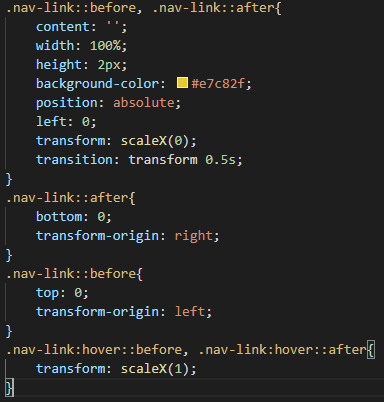 .nav-link::before, .nav-link::after{
    content: '';
    width: 100%;
    height: 2px;
    background-color: #e7c82f;
    position: absolute;
    left: 0;
    transform: scaleX(0);
    transition: transform 0.5s;
}
.nav-link::after{
    bottom: 0;
    transform-origin: right;
}
.nav-link::before{
    top: 0;
    transform-origin: left;
}
.nav-link:hover::before, .nav-link:hover::after{
    transform: scaleX(1);
}